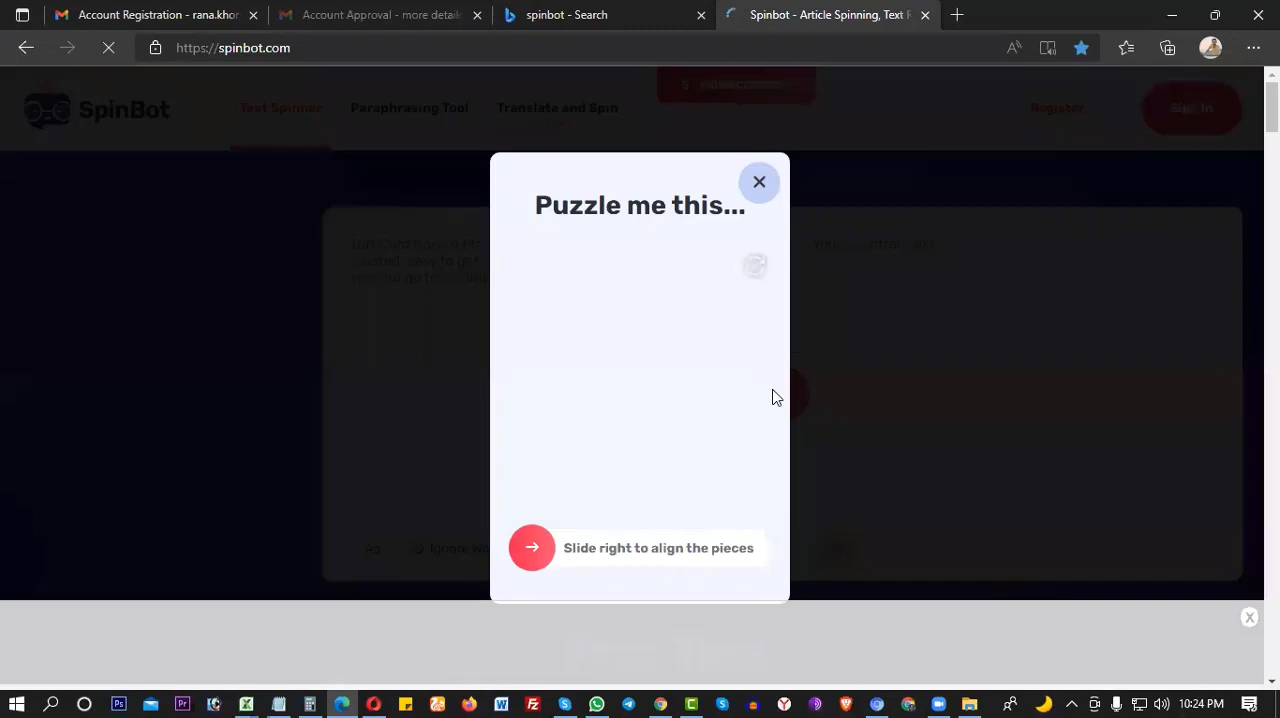 Account Registration - rana.khor
Account Approval - more detail
spinbot - Search
Spinbot - Article Spinning, Text R
https://spinbot.com
SpinBot
Text Spinner
Paraphrasing Tool
Translate and Spin
Register
Sign In
Puzzle me this...
Slide right to align the pieces
8:24 PM